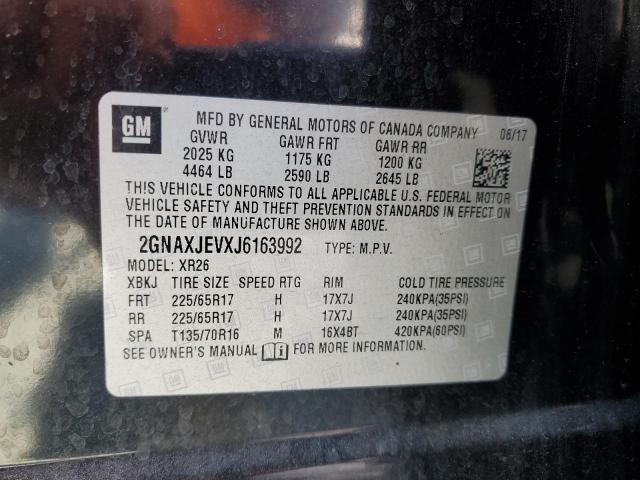 GM
MFD BY GENERAL MOTORS OF CANADA COMPANY 06/17
GVWR GAWR FRT GAWR RR
2025 KG 1175 KG 1200 KG
4464 LB 2590 LB 2645 LB
THIS VEHICLE CONFORMS TO ALL APPLICABLE U.S. FEDERAL MOTOR
VEHICLE SAFETY AND THEFT PREVENTION STANDARDS IN EFFECT ON
THE DATE OF MANUFACTURE SHOWN ABOVE.
2GNAXJEVXJ6163992 TYPE: M.P.V.
MODEL: XR26
XBKJ TIRE SIZE SPEED RTG RIM COLD TIRE PRESSURE
FRT 225/65R17 H 17X7J 240KPA(35PSI)
RR 225/65R17 H 17X7J 240KPA(35PSI)
SPA T135/70R16 M 16X4BT 420KPA(60PSI)
SEE OWNER'S MANUAL FOR MORE INFORMATION.